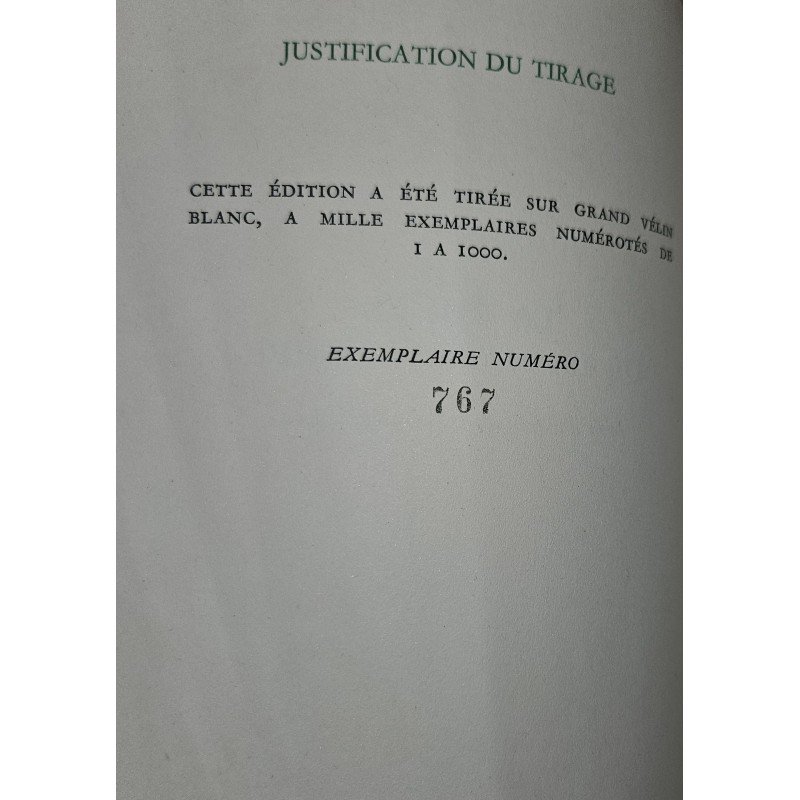 JUSTIFICATION DU TIRAGE
CETTE ÉDITION A ÉTÉ TIRÉE SUR GRAND VÉLIN
BLANC, A MILLE EXEMPLAIRES NUMÉROTÉS DE
1 A 1000.
EXEMPLAIRE NUMÉRO
767